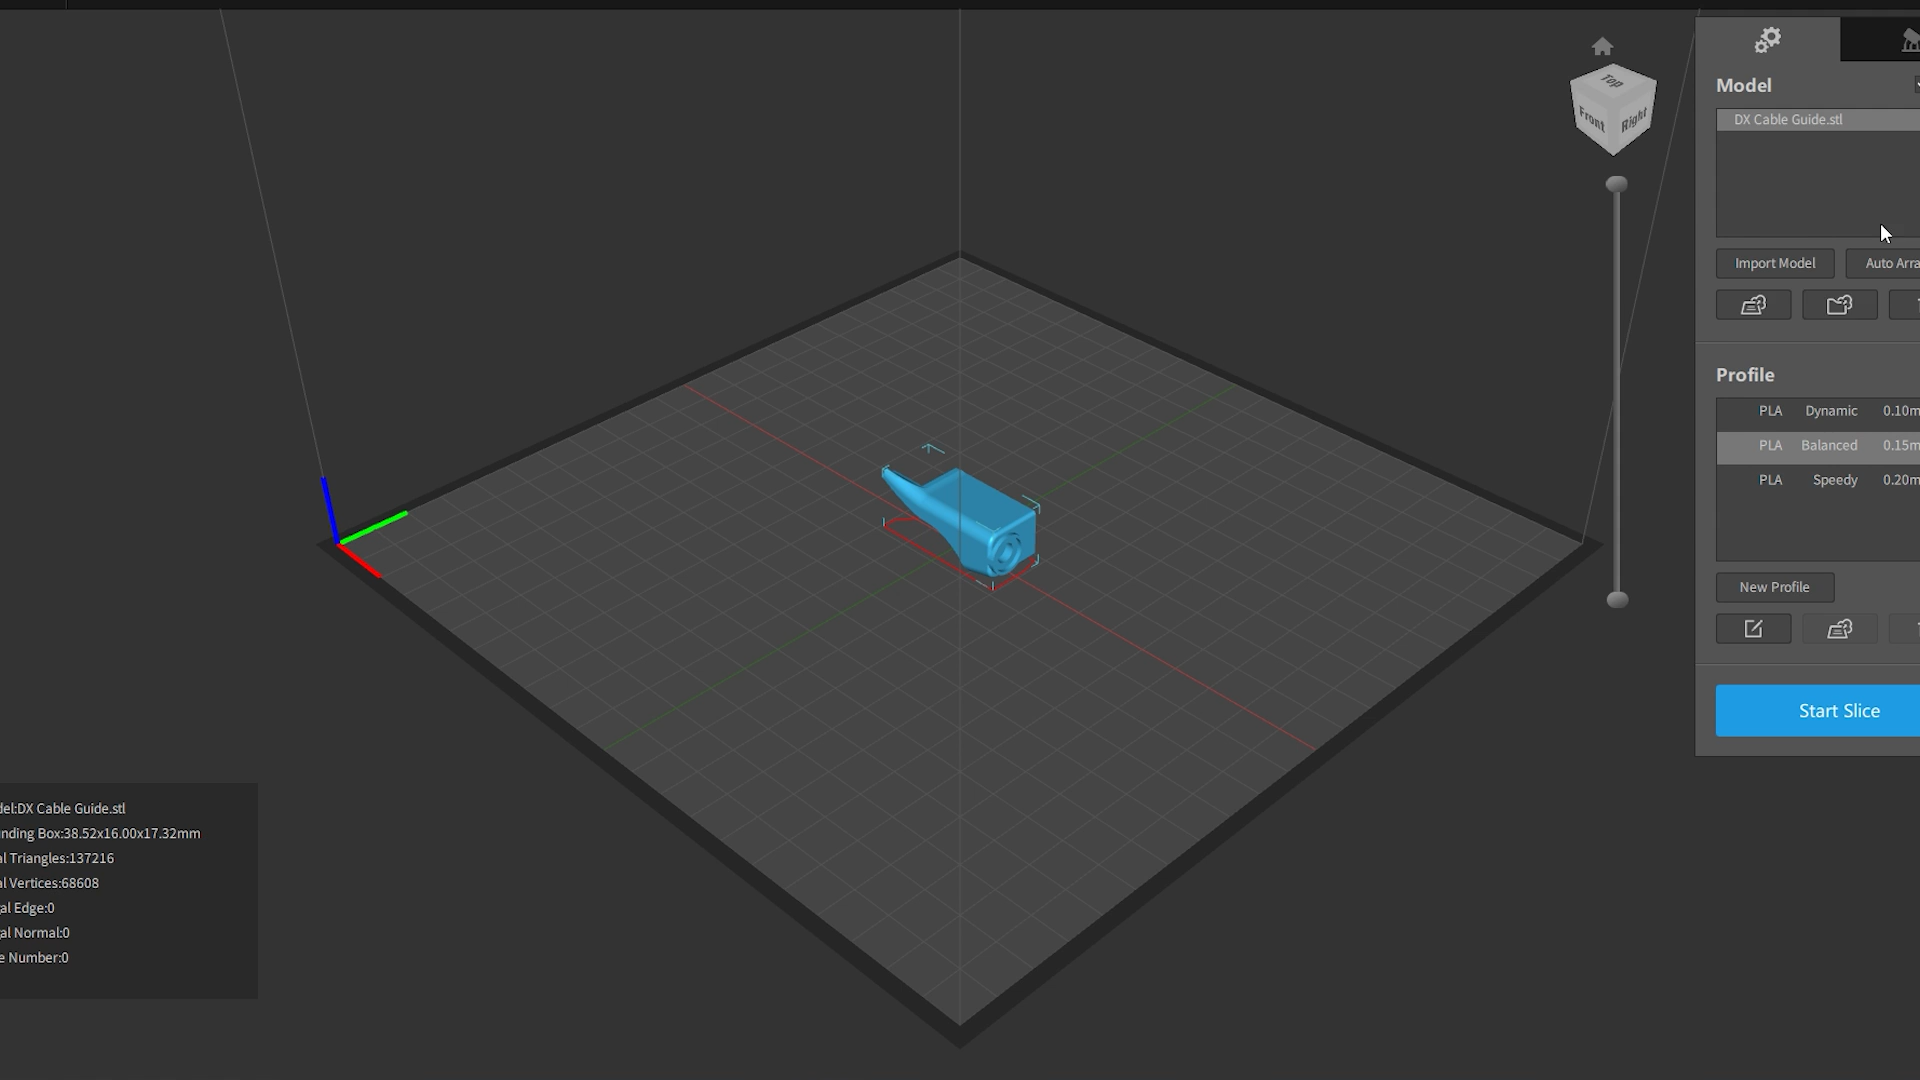 Top
Front
Right
Model
DX Cable Guide.stl
Import Model
Auto Arra
Profile
PLA Dynamic 0.10m
PLA Balanced 0.15m
PLA Speedy 0.20m
New Profile
Start Slice
del:DX Cable Guide.stl
nding Box:38.52x16.00x17.32mm
al Triangles:137216
al Vertices:68608
gal Edge:0
gal Normal:0
e Number:0